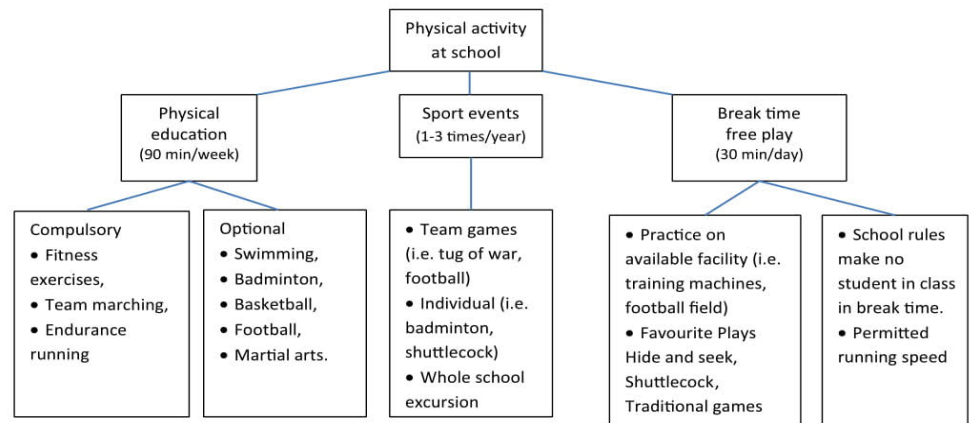 Physical activity
at school
Physical
education
(90 min/week)
Sport events
(1-3 times/year)
Break time
free play
(30 min/day)
Compulsory
• Fitness
exercises,
• Team marching,
• Endurance
running
Optional
• Swimming,
• Badminton,
• Basketball,
• Football,
• Martial arts.
• Team games
(i.e. tug of war,
football)
• Individual (i.e.
badminton,
shuttlecock)
• Whole school
excursion
• Practice on
available facility (i.e.
training machines,
football field)
• Favourite Plays
Hide and seek,
Shuttlecock,
Traditional games
• School rules
make no
student in class
in break time.
• Permitted
running speed